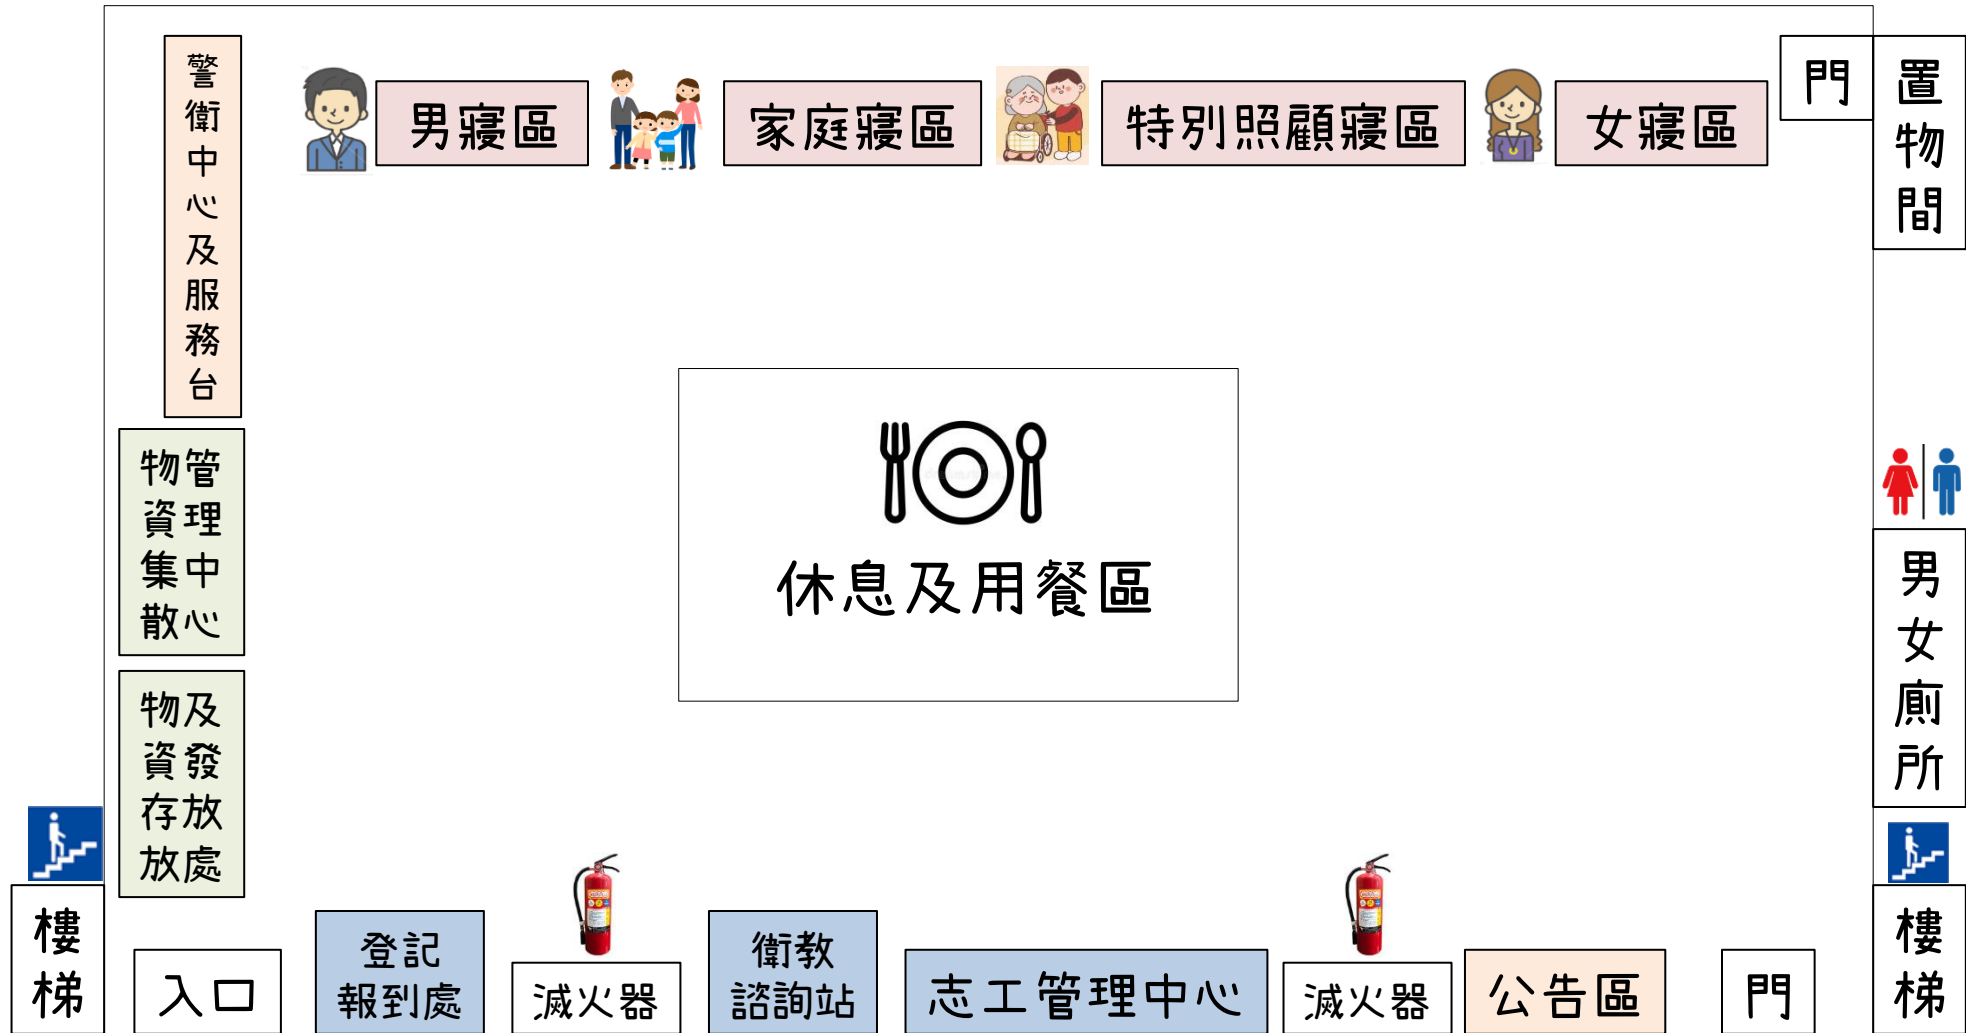 警衛中心及服務台
男寢區
家庭寢區
特別照顧寢區
女寢區
門
置物間
物資集散
管理中心
休息及用餐區
男女廁所
物資存放
及發放處
樓梯
入口
登記
報到處
滅火器
衛教
諮詢站
志工管理中心
滅火器
公告區
門
樓梯